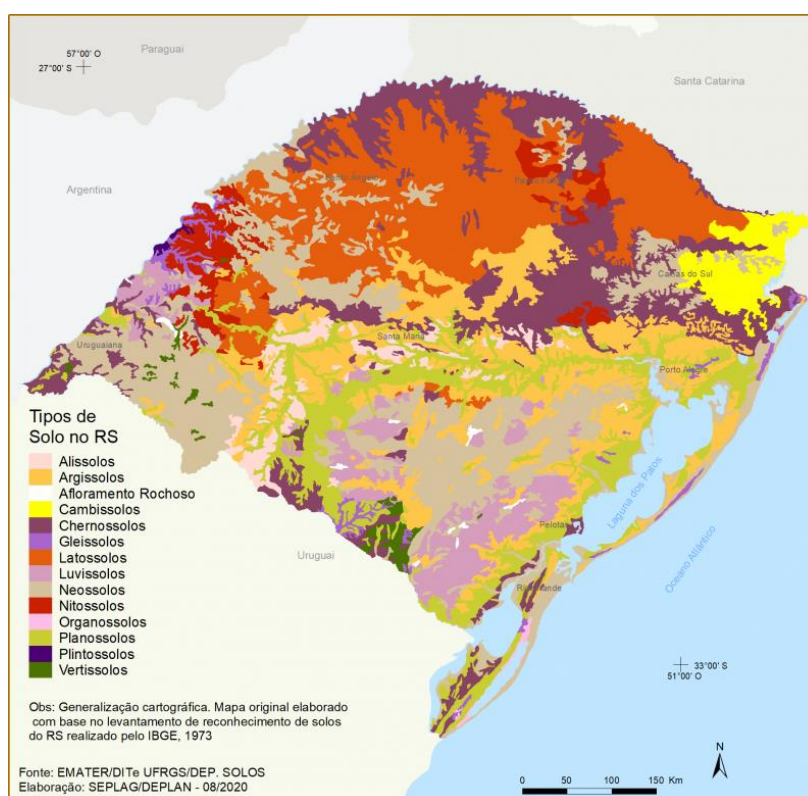 Paraguai
57°00' O
27°00' S
Santa Catarina
Argentina
Santo Ângelo
Passo Fundo
Caxias do Sul
Uruguaiana
Santa Maria
Porto Alegre
Tipos de
Solo no RS
Alissolos
Argissolos
Afloramento Rochoso
Cambissolos
Chernossolos
Gleissolos
Latossolos
Luvissolos
Neossolos
Nitossolos
Organossolos
Planossolos
Plintossolos
Vertissolos
Laguna dos Patos
Pelotas
Uruguai
Oceano Atlântico
Rio Grande
33°00' S
51°00' O
Obs: Generalização cartográfica. Mapa original elaborado
com base no levantamento de reconhecimento de solos
do RS realizado pelo IBGE, 1973
N
Fonte: EMATER/DITe UFRGS/DEP. SOLOS
Elaboração: SEPLAG/DEPLAN - 08/2020
0 50 100 150 Km